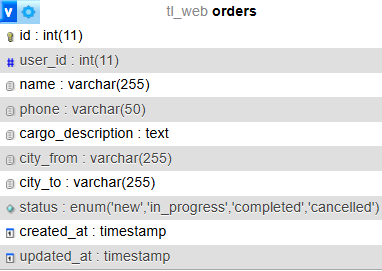 v tl_web orders
id : int(11)
# user_id : int(11)
name : varchar(255)
phone : varchar(50)
cargo_description : text
city_from : varchar(255)
city_to : varchar(255)
status : enum('new','in_progress','completed','cancelled')
created_at : timestamp
updated_at : timestamp